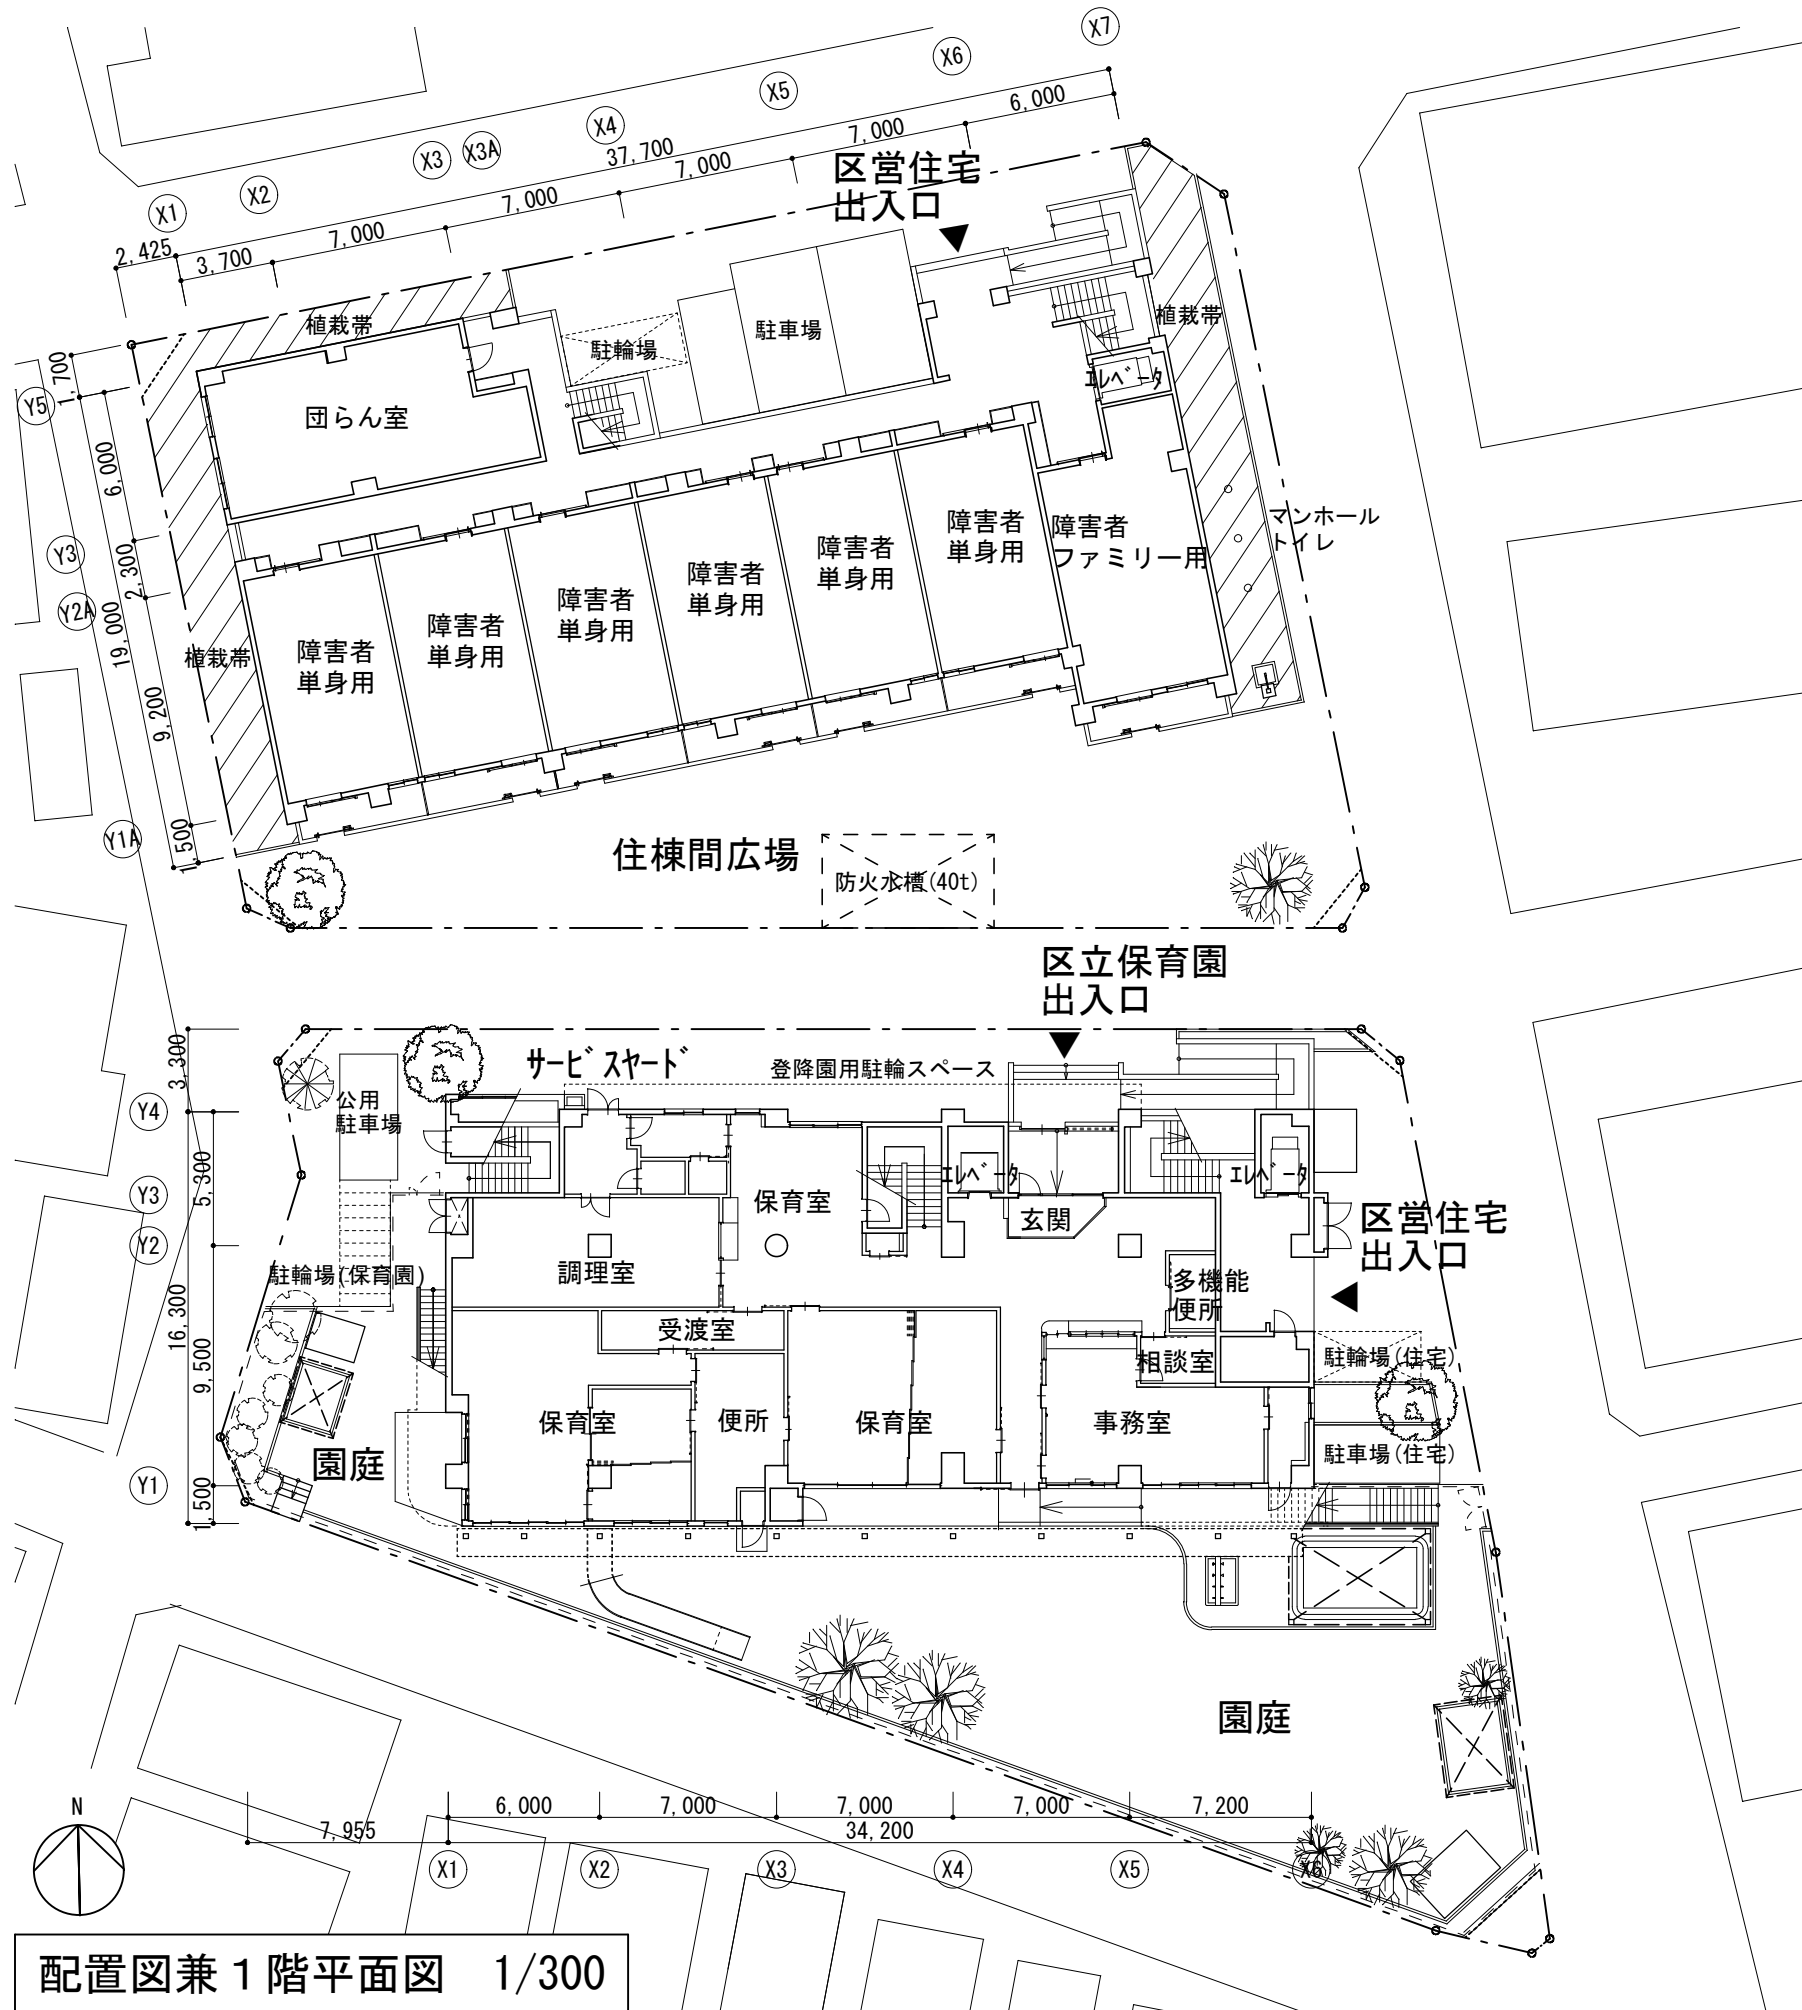 X7
X6
X5
X4
X3
X3A
X2
X1
6,000
7,000
37,700
7,000
7,000
7,000
3,700
2,425
区営住宅
出入口
植栽帯
駐輪場
駐車場
植栽帯
エレベータ
団らん室
1,700
Y5
6,000
Y3
2,300
Y2A
19,000
9,200
Y1A
1,500
マンホール
トイレ
障害者
ファミリー用
障害者
単身用
障害者
単身用
障害者
単身用
障害者
単身用
障害者
単身用
障害者
単身用
植栽帯
住棟間広場
防火水槽(40t)
区立保育園
出入口
サービスヤード
登降園用駐輪スペース
公用
駐車場
3,300
Y4
5,300
Y3
Y2
16,300
9,500
Y1
1,500
エレベータ
エレベータ
保育室
玄関
区営住宅
出入口
調理室
駐輪場(保育園)
多機能
便所
受渡室
相談室
駐輪場(住宅)
保育室
便所
保育室
事務室
駐車場(住宅)
園庭
園庭
N
6,000
7,000
7,000
7,000
7,200
7,955
34,200
X1
X2
X3
X4
X5
X6
配置図兼1階平面図 1/300